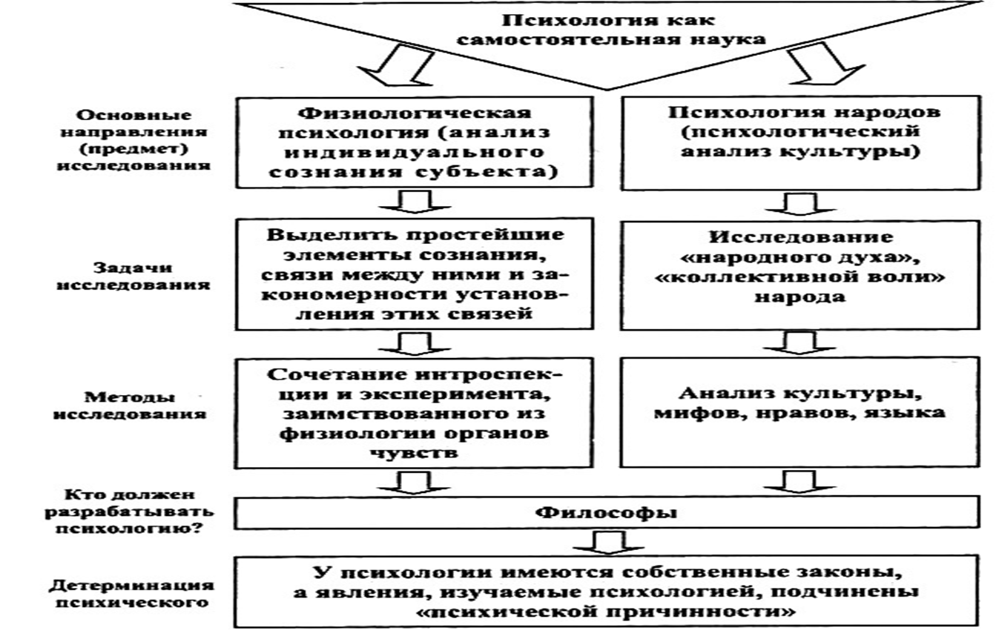 Психология как
самостоятельная наука
Основные
направления
(предмет)
исследования
Физиологическая
психология (анализ
индивидуального
сознания субъекта)
Психология народов
(психологический
анализ культуры)
Задачи
исследования
Выделить простейшие
элементы сознания,
связи между ними и за-
кономерности установ-
ления этих связей
Исследование
«народного духа»,
«коллективной воли»
народа
Методы
исследования
Сочетание интроспек-
ции и эксперимента,
заимствованного из
физиологии органов
чувств
Анализ культуры,
мифов, нравов, языка
Кто должен
разрабатывать
психологию?
Философы
Детерминация
психического
У психологии имеются собственные законы,
а явления, изучаемые психологией, подчинены
«психической причинности»